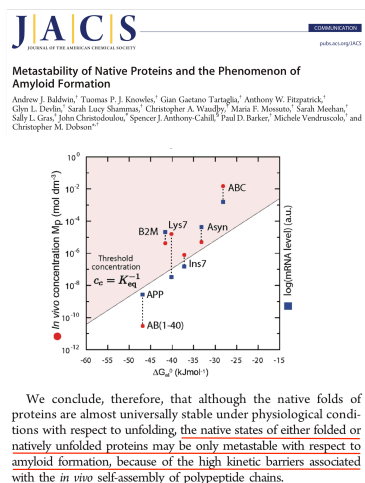 J|A|C|S
JOURNAL OF THE AMERICAN CHEMICAL SOCIETY
COMMUNICATION
pubs.acs.org/JACS
Metastability of Native Proteins and the Phenomenon of
Amyloid Formation
Andrew J. Baldwin,† Tuomas P. J. Knowles,† Gian Gaetano Tartaglia,† Anthony W. Fitzpatrick,†
Glyn L. Devlin,† Sarah Lucy Shammas,† Christopher A. Waudby,† Maria F. Mossuto,† Sarah Meehan,†
Sally L. Gras,† John Christodoulou,# Spencer J. Anthony-Cahill,§ Paul D. Barker,† Michele Vendruscolo,† and
Christopher M. Dobson*,†
In vivo concentration Mp (mol dm⁻³)
10⁰
10⁻²
10⁻⁴
10⁻⁶
10⁻⁸
10⁻¹⁰
10⁻¹²
ABC
Lys7
B2M
Asyn
Ins7
Threshold
concentration
cc = Keq⁻¹
APP
AB(1-40)
log(mRNA level) (a.u.)
-60 -55 -50 -45 -40 -35 -30 -25 -20 -15
ΔGel⁰ (kJmol⁻¹)
We conclude, therefore, that although the native folds of
proteins are almost universally stable under physiological condi-
tions with respect to unfolding, the native states of either folded or
natively unfolded proteins may be only metastable with respect to
amyloid formation, because of the high kinetic barriers associated
with the in vivo self-assembly of polypeptide chains.